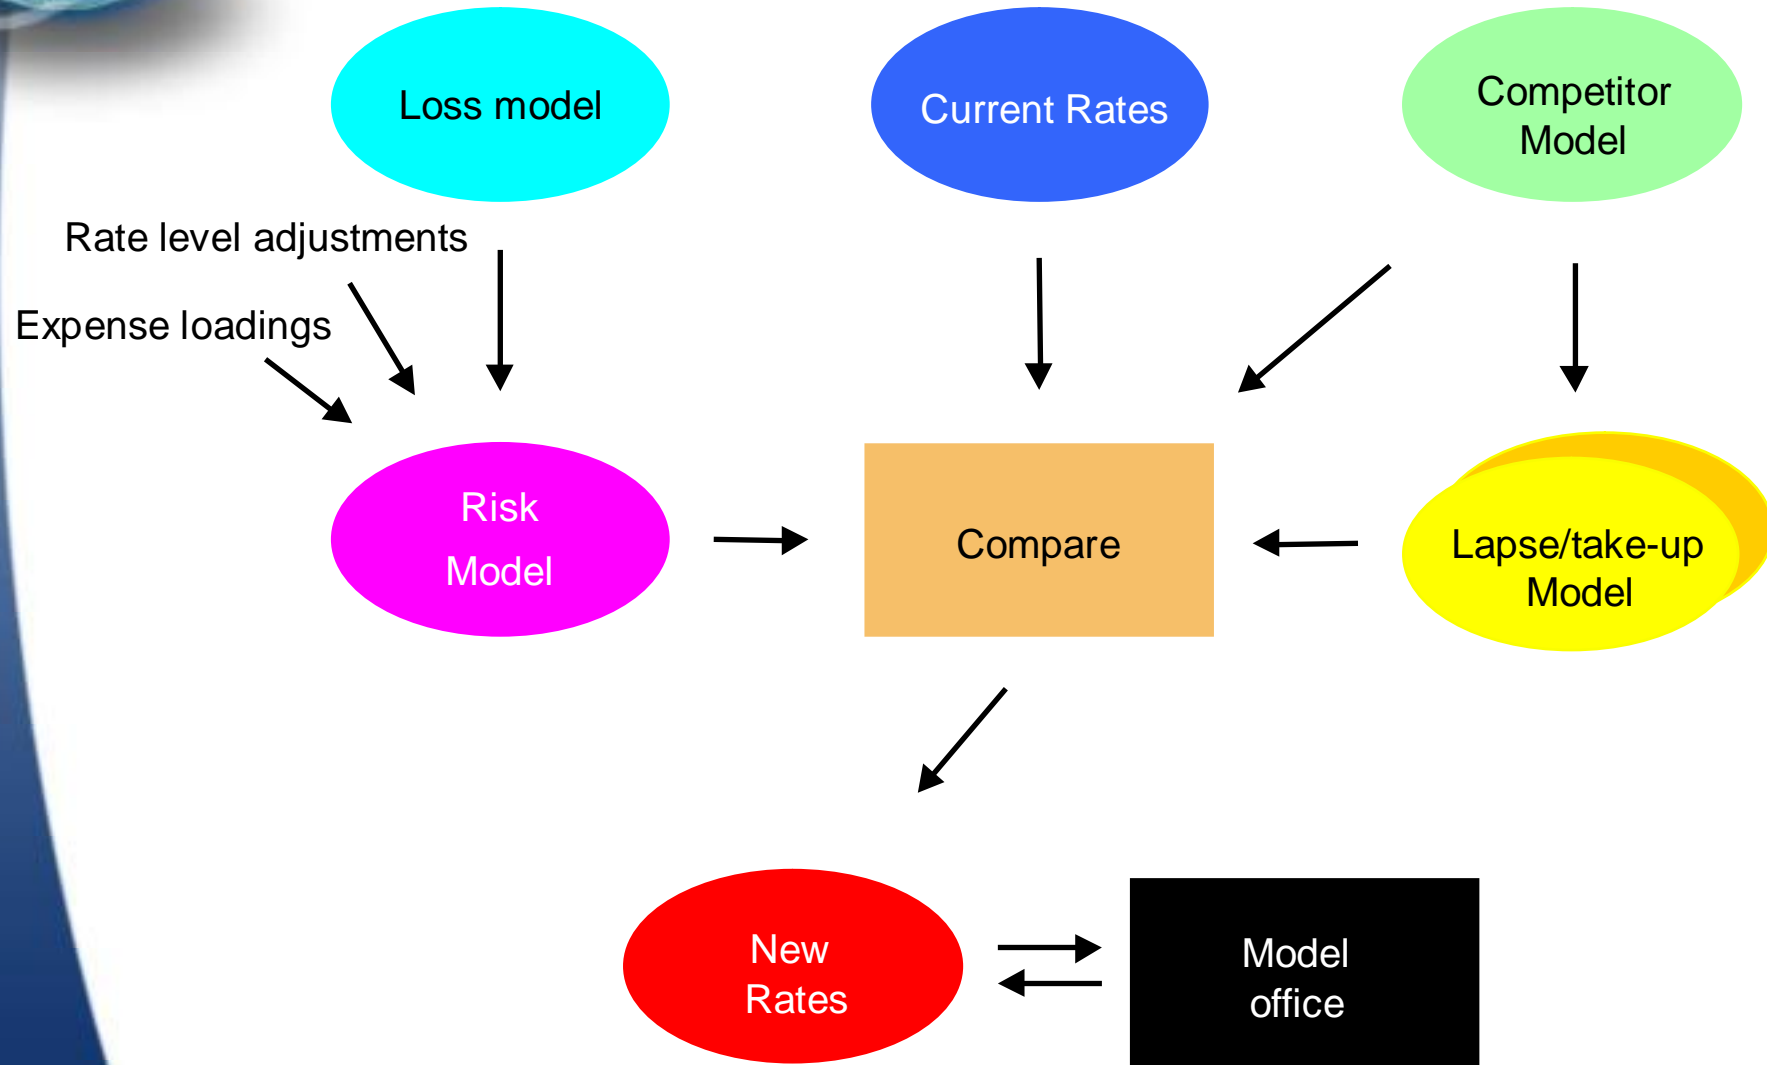 Loss model
Current Rates
Competitor
Model
Rate level adjustments
Expense loadings
Risk
Model
Compare
Lapse/take-up
Model
New
Rates
Model
office